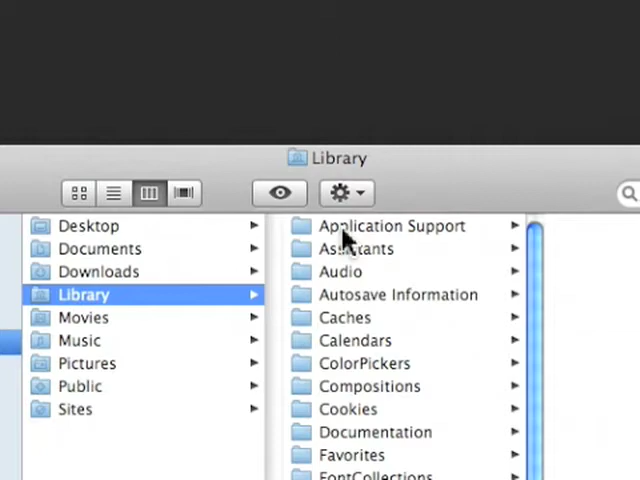 Library
Desktop
Documents
Downloads
Library
Movies
Music
Pictures
Public
Sites
Application Support
Assistants
Audio
Autosave Information
Caches
Calendars
ColorPickers
Compositions
Cookies
Documentation
Favorites
FontCollections